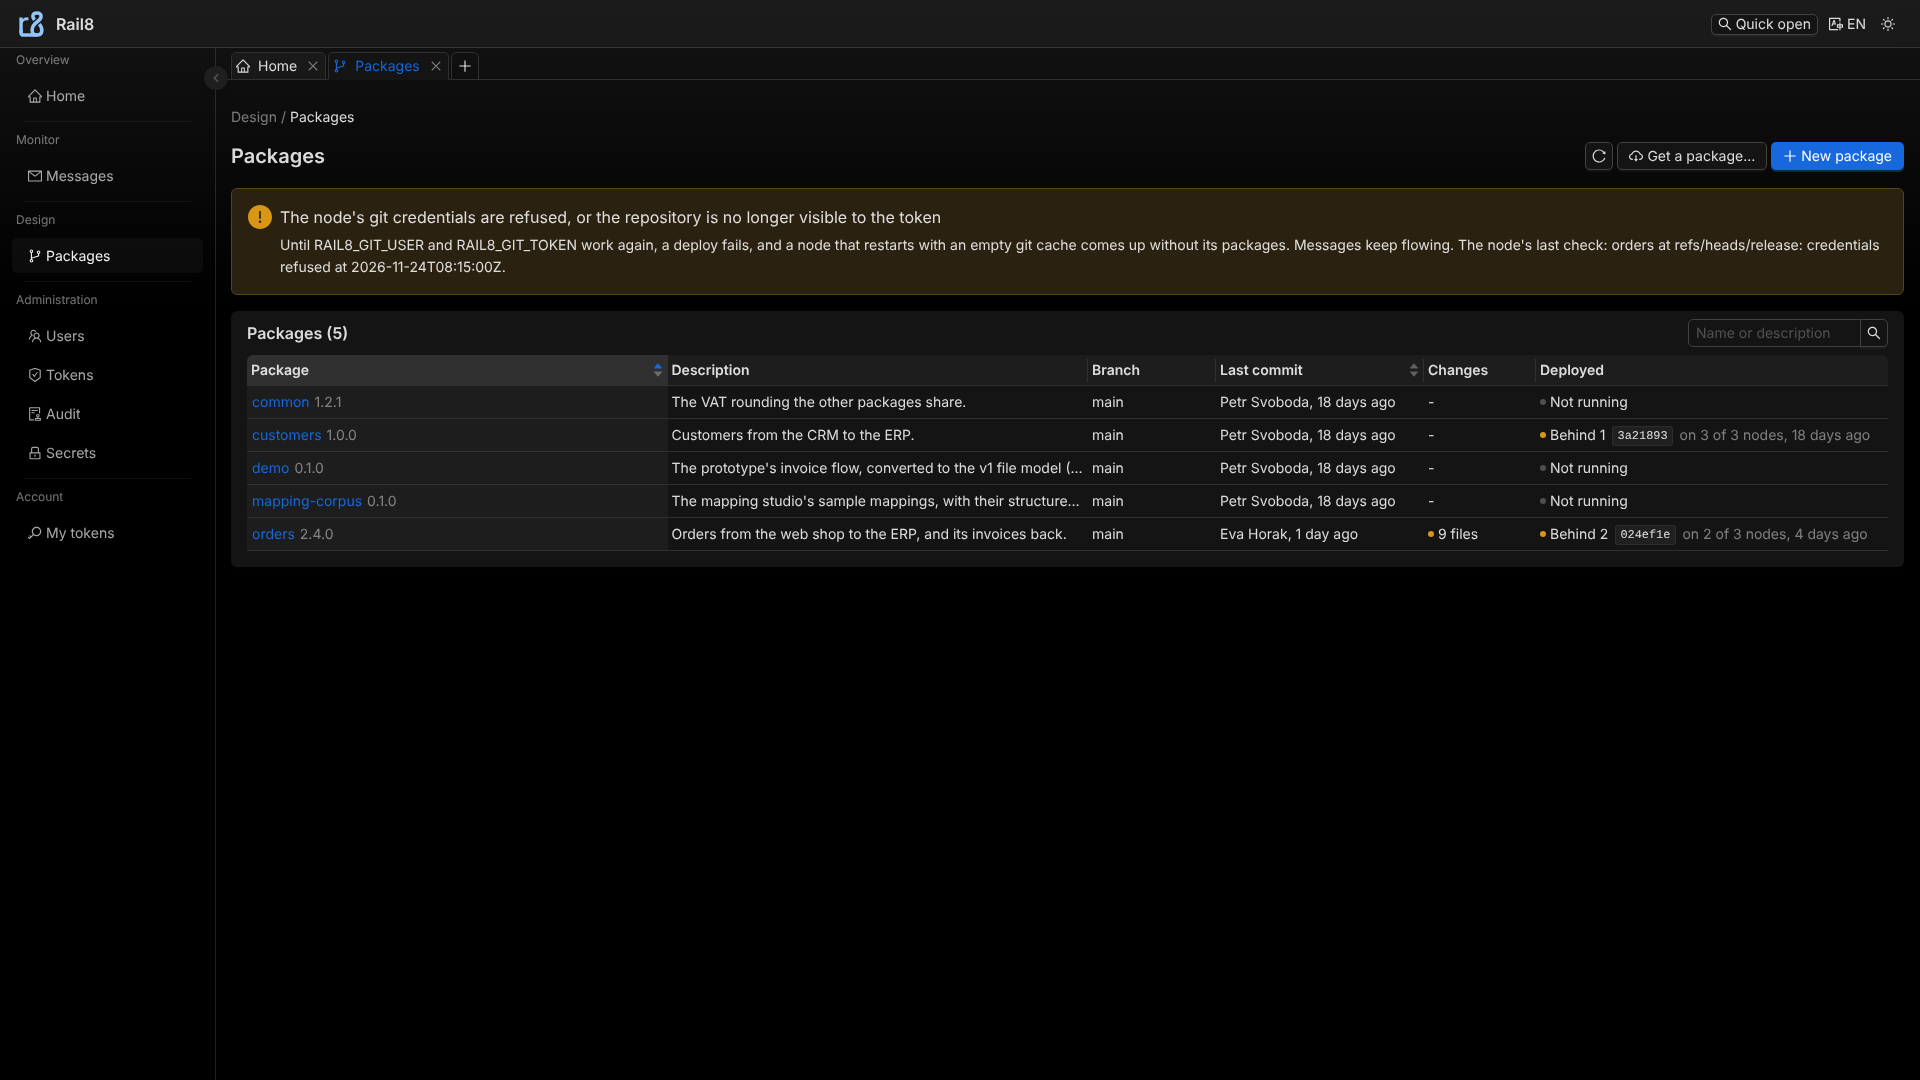 Rail8
Quick open
EN
Overview
Home
Monitor
Messages
Design
Packages
Administration
Users
Tokens
Audit
Secrets
Account
My tokens
Home
Packages
Design / Packages
Packages
Get a package...
New package
The node's git credentials are refused, or the repository is no longer visible to the token
Until RAIL8_GIT_USER and RAIL8_GIT_TOKEN work again, a deploy fails, and a node that restarts with an empty git cache comes up without its packages. Messages keep flowing. The node's last check: orders at refs/heads/release: credentials
refused at 2026-11-24T08:15:00Z.
Packages (5)
Name or description
Package Description Branch Last commit Changes Deployed
common 1.2.1 The VAT rounding the other packages share. main Petr Svoboda, 18 days ago - Not running
customers 1.0.0 Customers from the CRM to the ERP. main Petr Svoboda, 18 days ago - Behind 1 3a21893 on 3 of 3 nodes, 18 days ago
demo 0.1.0 The prototype's invoice flow, converted to the v1 file model (... main Petr Svoboda, 18 days ago - Not running
mapping-corpus 0.1.0 The mapping studio's sample mappings, with their structure... main Petr Svoboda, 18 days ago - Not running
orders 2.4.0 Orders from the web shop to the ERP, and its invoices back. main Eva Horak, 1 day ago 9 files Behind 2 024ef1e on 2 of 3 nodes, 4 days ago